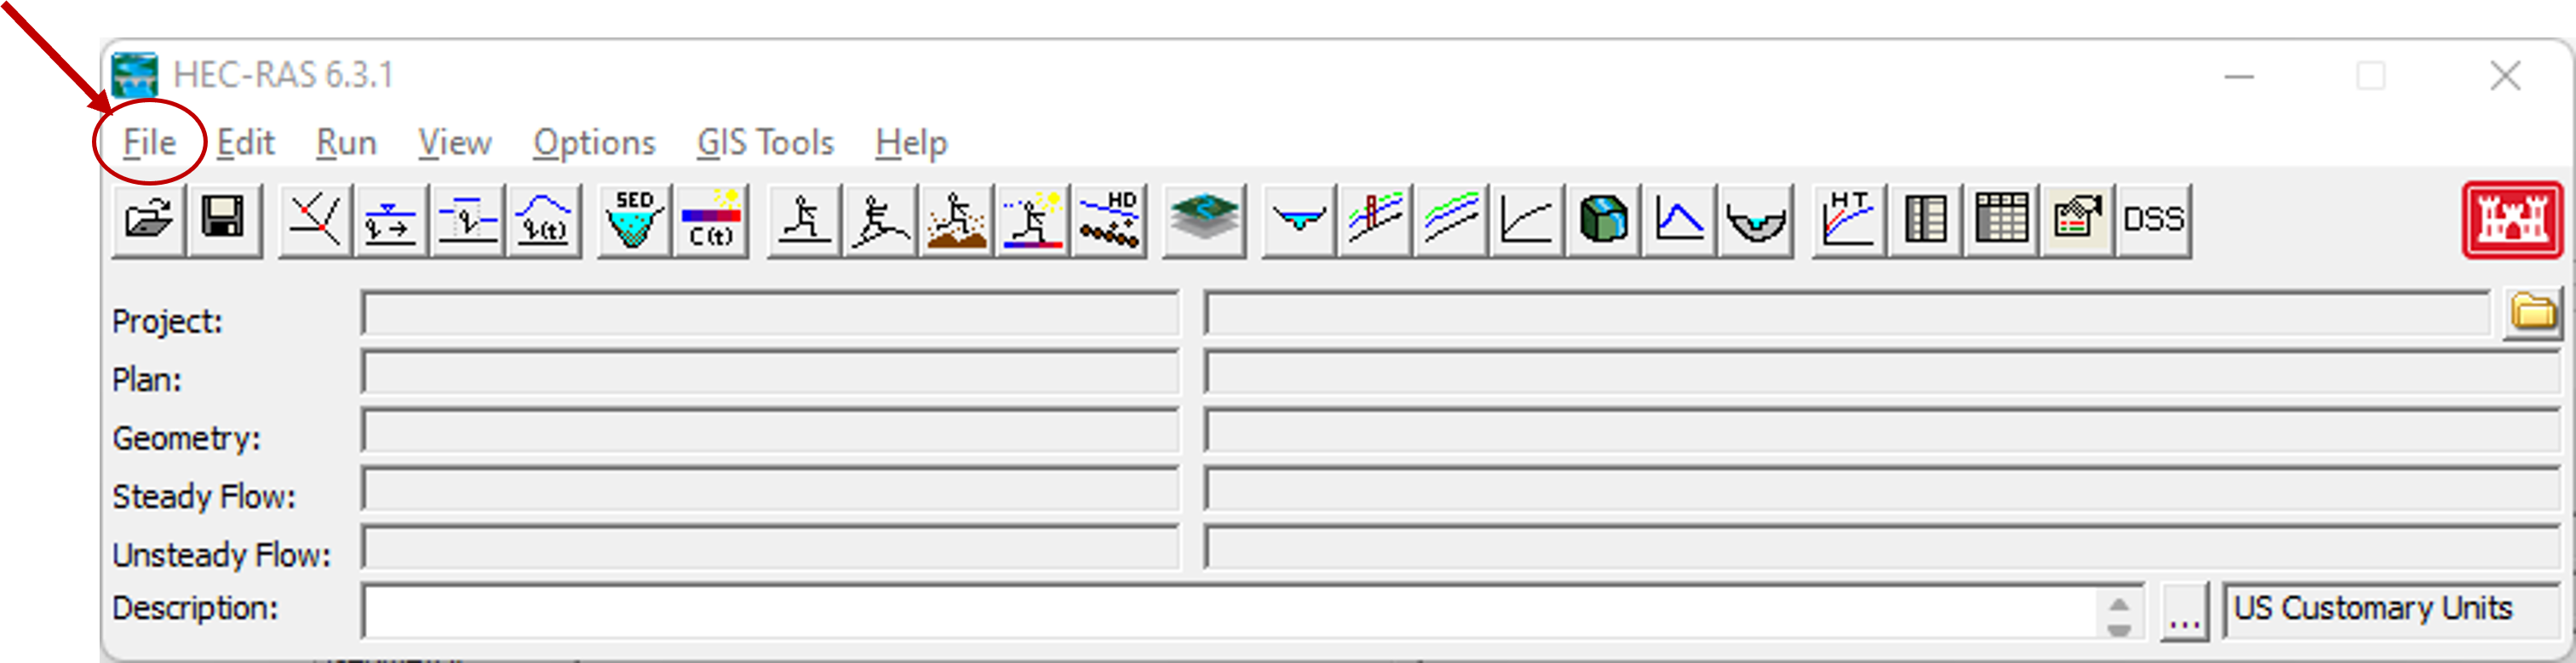 HEC-RAS 6.3.1
File Edit Run View Options GIS Tools Help
SED C(t) HD HT DSS
Project:
Plan:
Geometry:
Steady Flow:
Unsteady Flow:
Description: ... US Customary Units